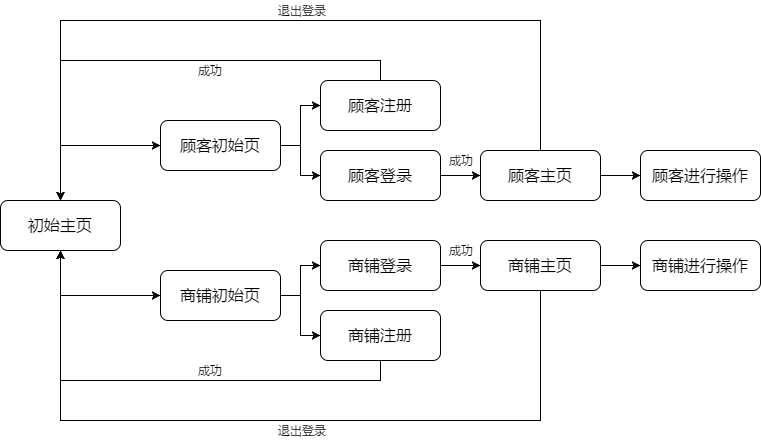 退出登录
成功
顾客注册
顾客初始页
顾客登录
成功
顾客主页
顾客进行操作
初始主页
商铺登录
成功
商铺主页
商铺进行操作
商铺初始页
商铺注册
成功
退出登录